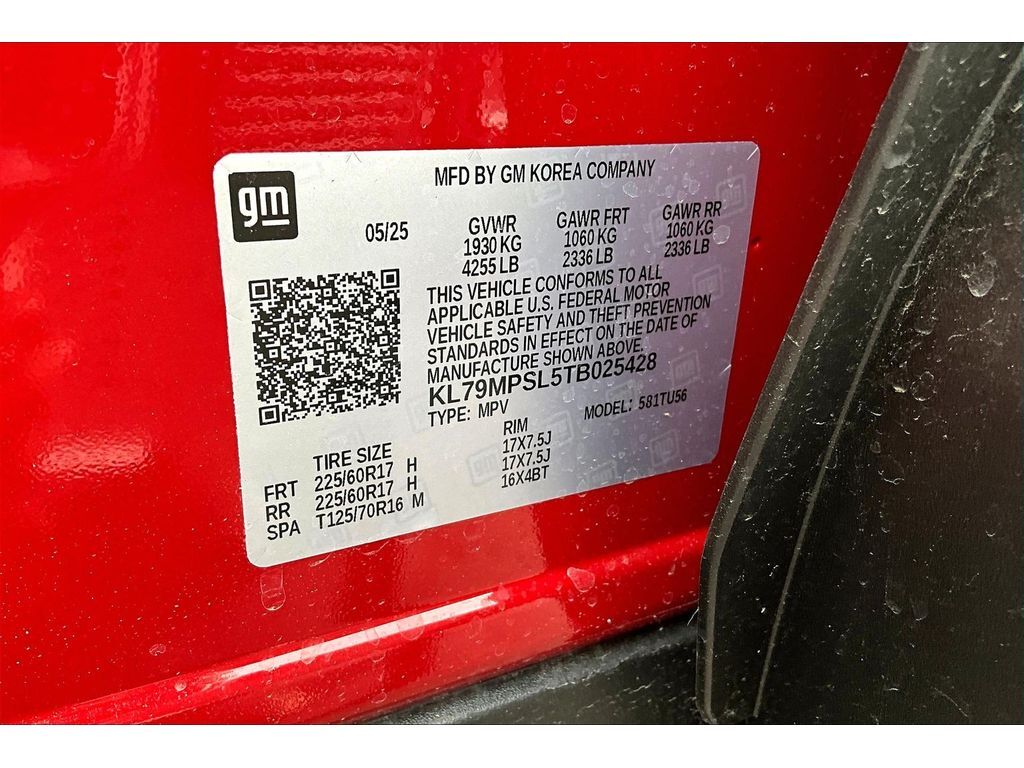 gm
MFD BY GM KOREA COMPANY
05/25
GVWR GAWR FRT GAWR RR
1930 KG 1060 KG 1060 KG
4255 LB 2336 LB 2336 LB
THIS VEHICLE CONFORMS TO ALL
APPLICABLE U.S. FEDERAL MOTOR
VEHICLE SAFETY AND THEFT PREVENTION
STANDARDS IN EFFECT ON THE DATE OF
MANUFACTURE SHOWN ABOVE.
KL79MPSL5TB025428
TYPE: MPV MODEL: 581TU56
TIRE SIZE RIM
FRT 225/60R17 H 17X7.5J
RR 225/60R17 H 17X7.5J
SPA T125/70R16 M 16X4BT